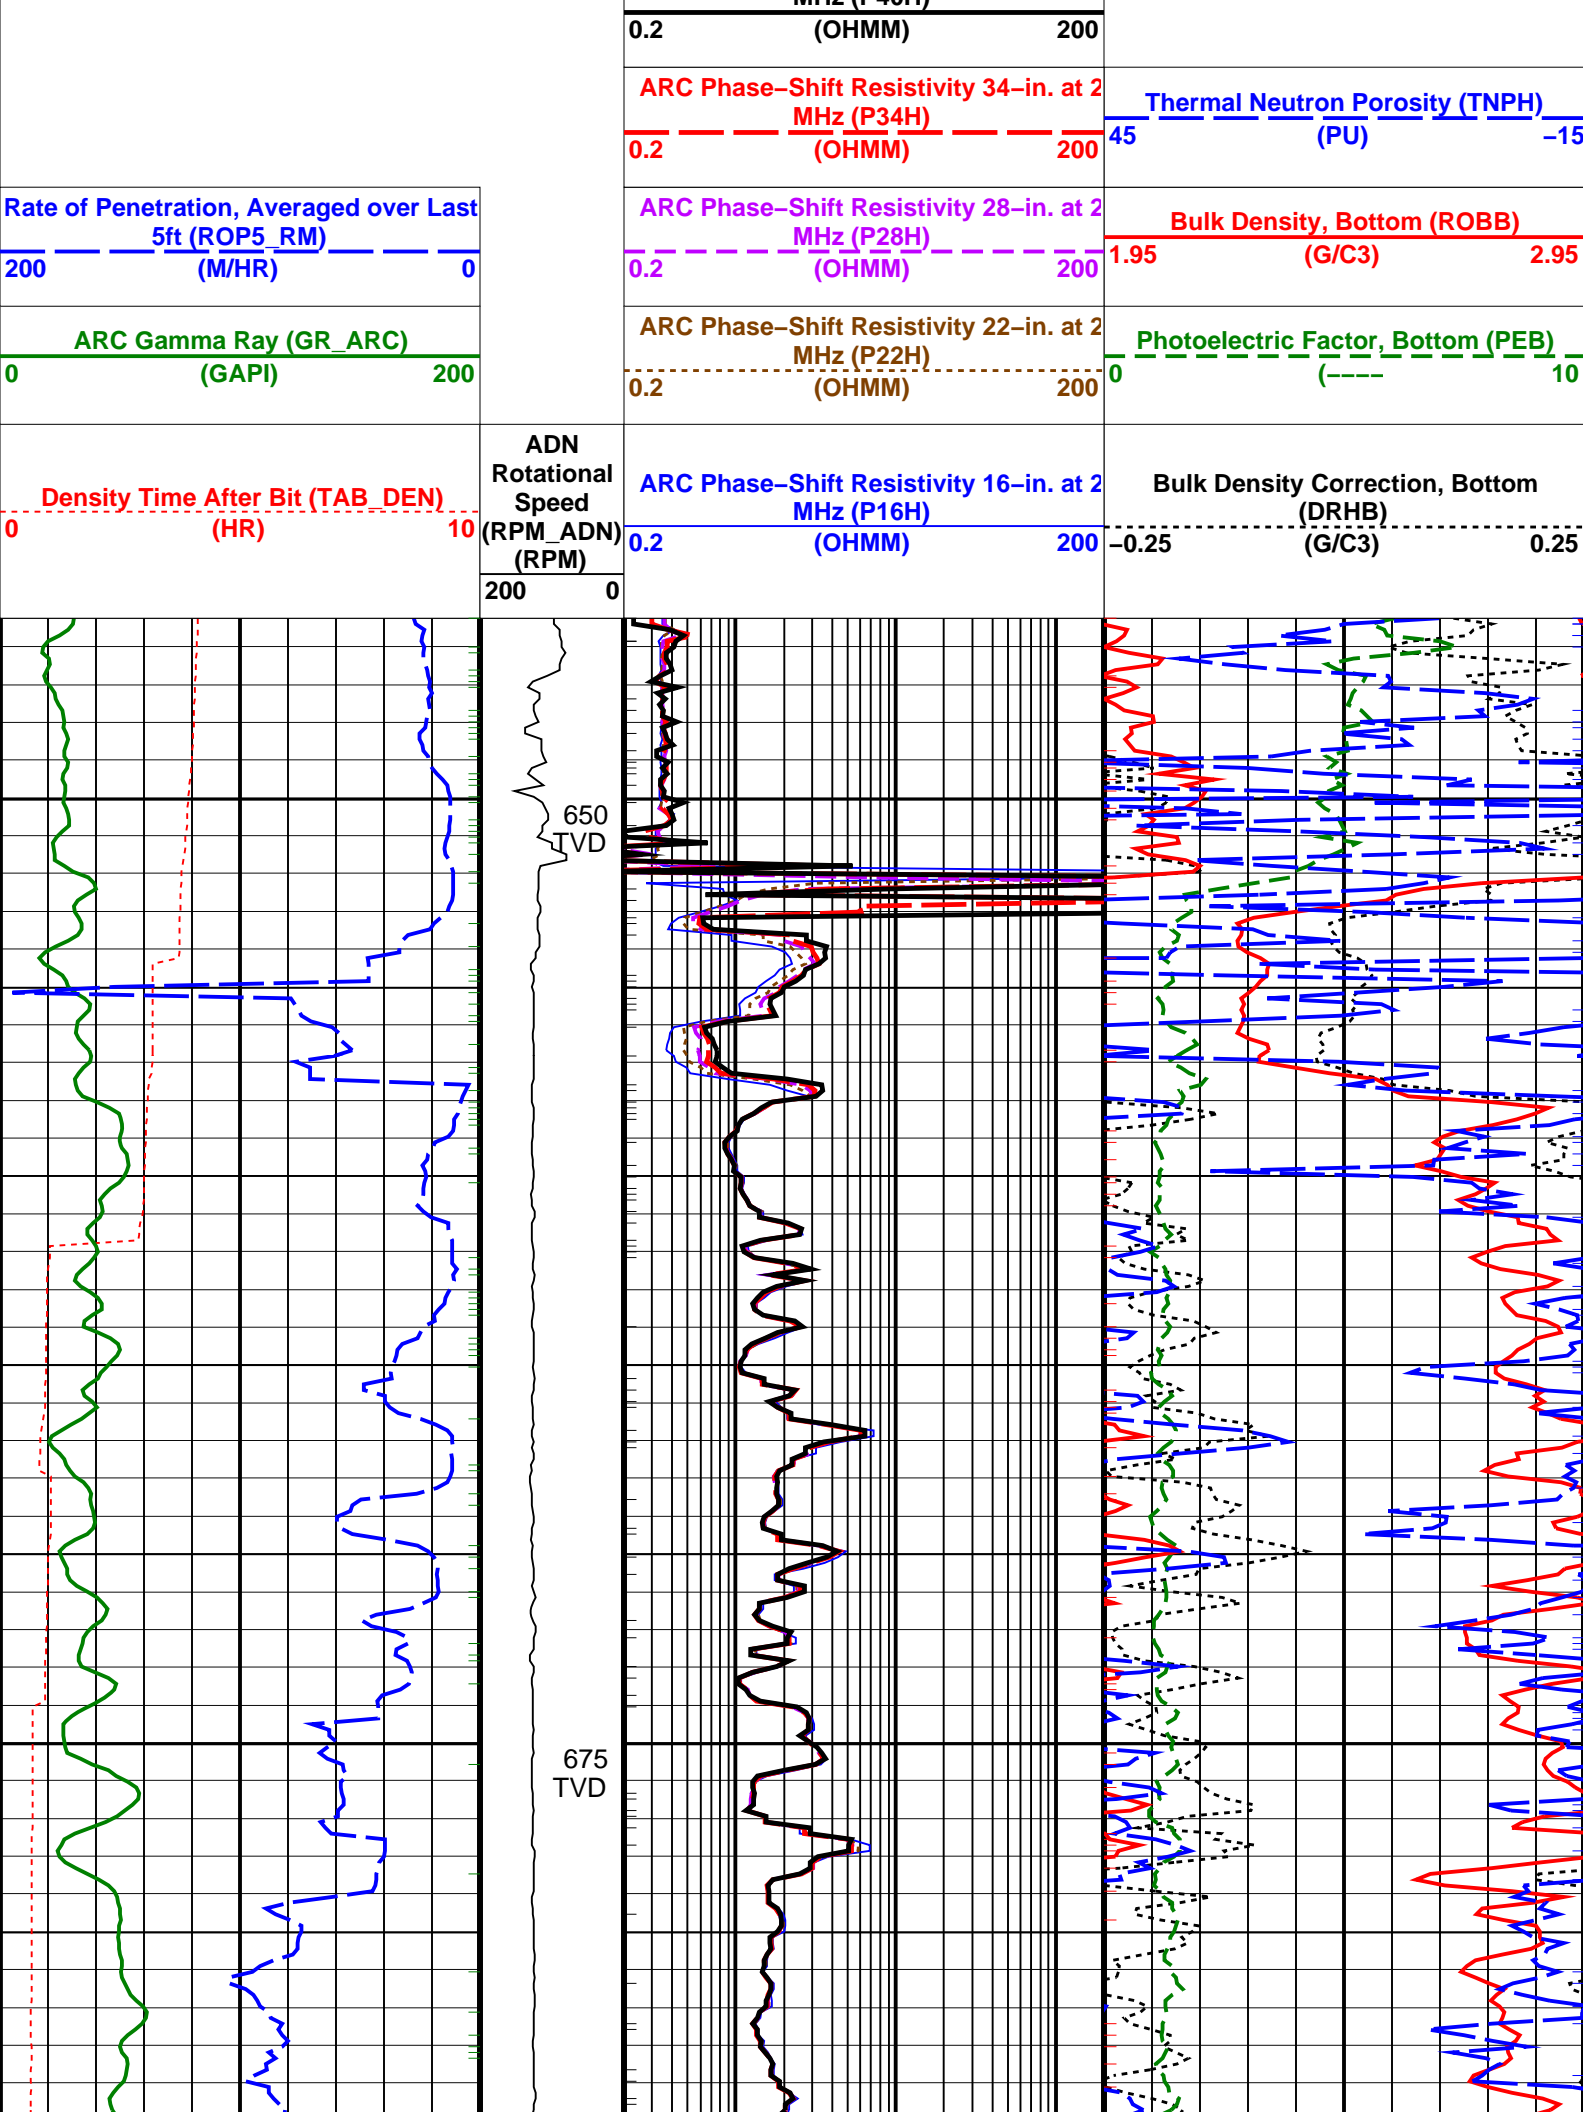 MHz (P40H)
0.2 (OHMM) 200
ARC Phase–Shift Resistivity 34–in. at 2
MHz (P34H)
0.2 (OHMM) 200
Thermal Neutron Porosity (TNPH)
45 (PU) –15
Rate of Penetration, Averaged over Last
5ft (ROP5_RM)
200 (M/HR) 0
ARC Phase–Shift Resistivity 28–in. at 2
MHz (P28H)
0.2 (OHMM) 200
Bulk Density, Bottom (ROBB)
1.95 (G/C3) 2.95
ARC Gamma Ray (GR_ARC)
0 (GAPI) 200
ARC Phase–Shift Resistivity 22–in. at 2
MHz (P22H)
0.2 (OHMM) 200
Photoelectric Factor, Bottom (PEB)
0 (–––– 10
Density Time After Bit (TAB_DEN)
0 (HR) 10
ADN
Rotational
Speed
(RPM_ADN)
(RPM)
200 0
ARC Phase–Shift Resistivity 16–in. at 2
MHz (P16H)
0.2 (OHMM) 200
Bulk Density Correction, Bottom
(DRHB)
–0.25 (G/C3) 0.25
650
TVD
675
TVD